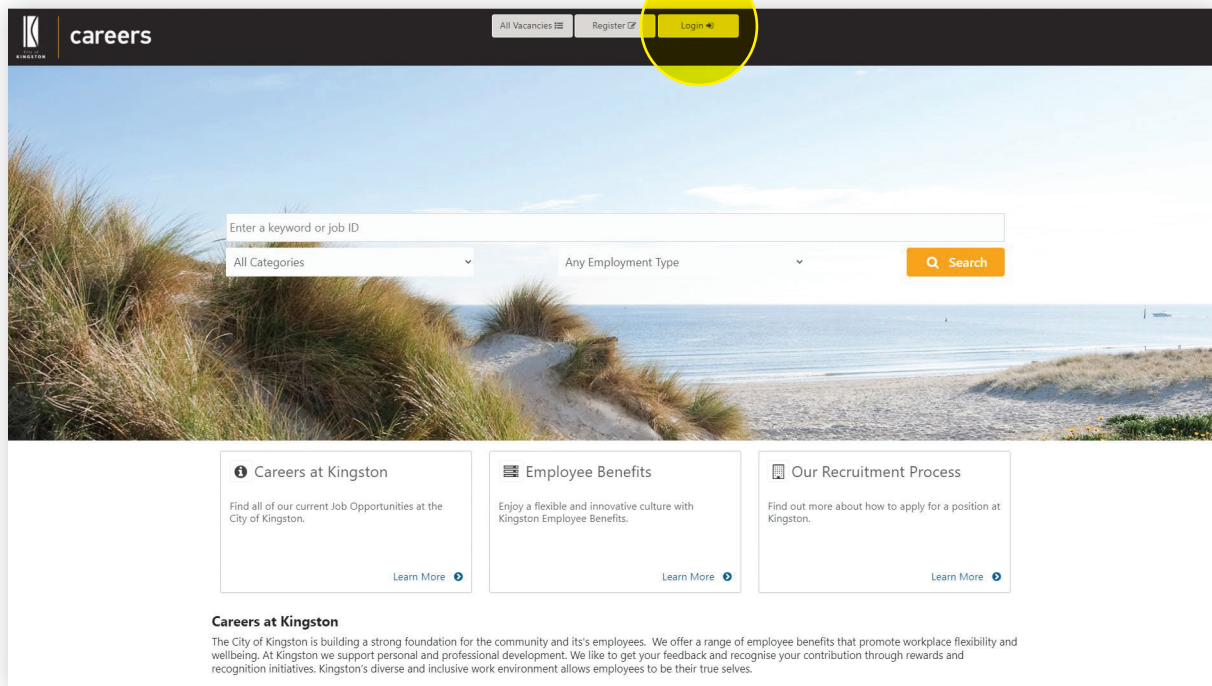 City of
KINGSTON
careers
All Vacancies
Register
Login
Enter a keyword or job ID
All Categories
Any Employment Type
Search
Careers at Kingston
Find all of our current Job Opportunities at the
City of Kingston.
Learn More
Employee Benefits
Enjoy a flexible and innovative culture with
Kingston Employee Benefits.
Learn More
Our Recruitment Process
Find out more about how to apply for a position at
Kingston.
Learn More
Careers at Kingston
The City of Kingston is building a strong foundation for the community and its's employees. We offer a range of employee benefits that promote workplace flexibility and
wellbeing. At Kingston we support personal and professional development. We like to get your feedback and recognise your contribution through rewards and
recognition initiatives. Kingston's diverse and inclusive work environment allows employees to be their true selves.